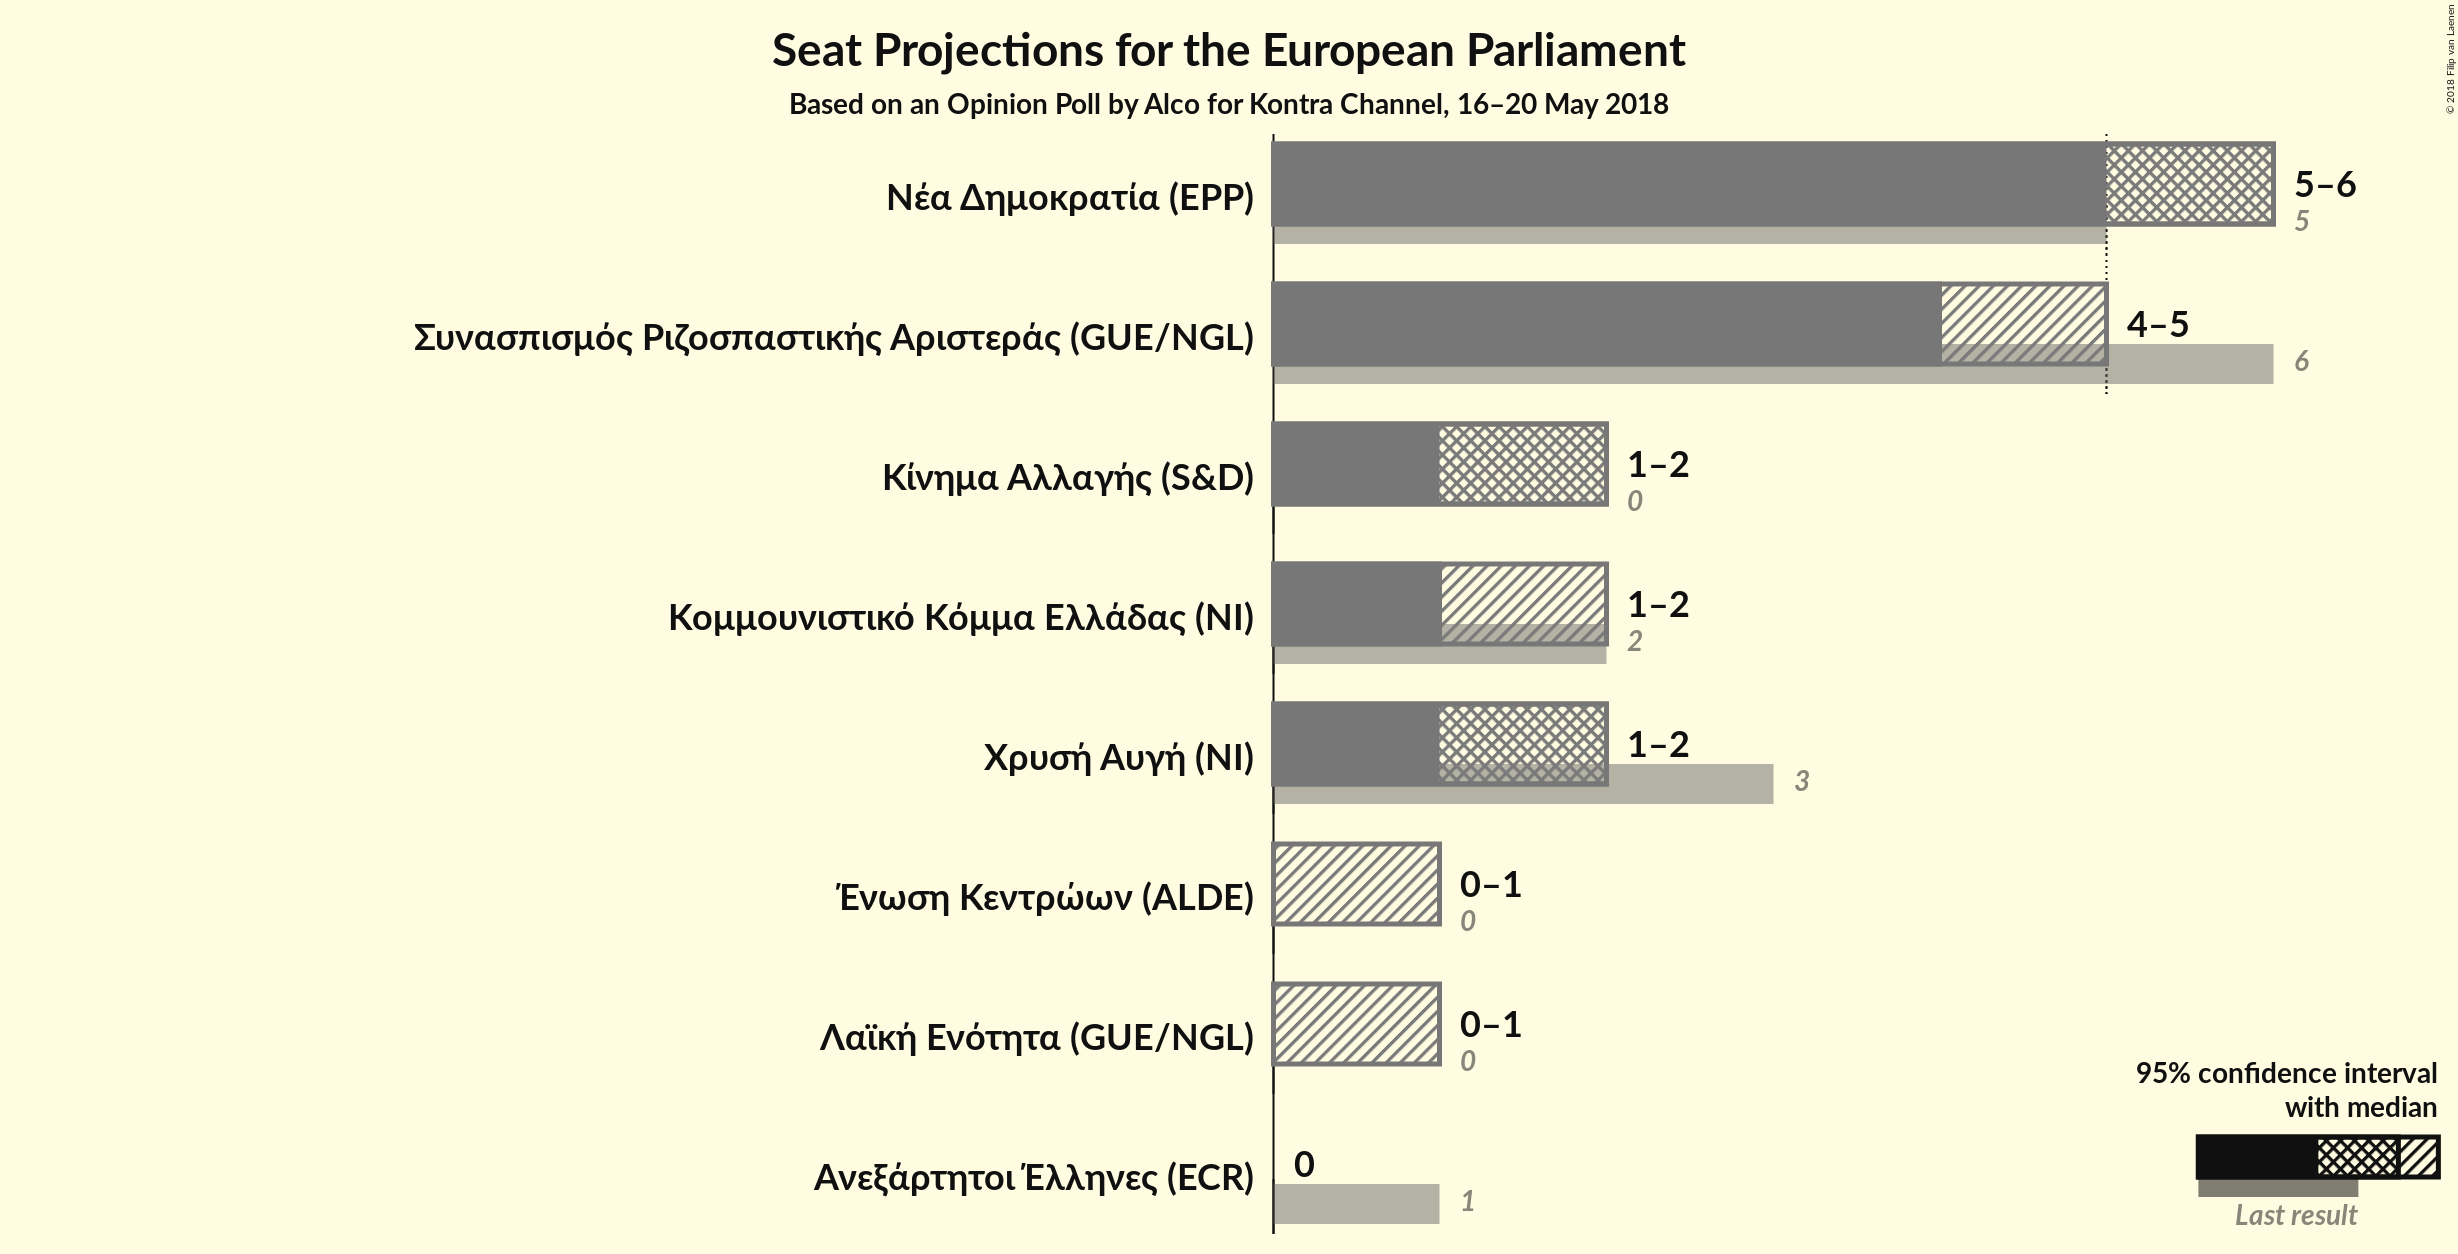 Seat Projections for the European Parliament
Based on an Opinion Poll by Alco for Kontra Channel, 16–20 May 2018
© 2018 Filip van Laenen
Νέα Δημοκρατία (EPP)
5–6
5
Συνασπισμός Ριζοσπαστικής Αριστεράς (GUE/NGL)
4–5
6
Κίνημα Αλλαγής (S&D)
1–2
0
Κομμουνιστικό Κόμμα Ελλάδας (NI)
1–2
2
Χρυσή Αυγή (NI)
1–2
3
Ένωση Κεντρώων (ALDE)
0–1
0
Λαϊκή Ενότητα (GUE/NGL)
0–1
0
Ανεξάρτητοι Έλληνες (ECR)
0
1
95% confidence interval
with median
Last result